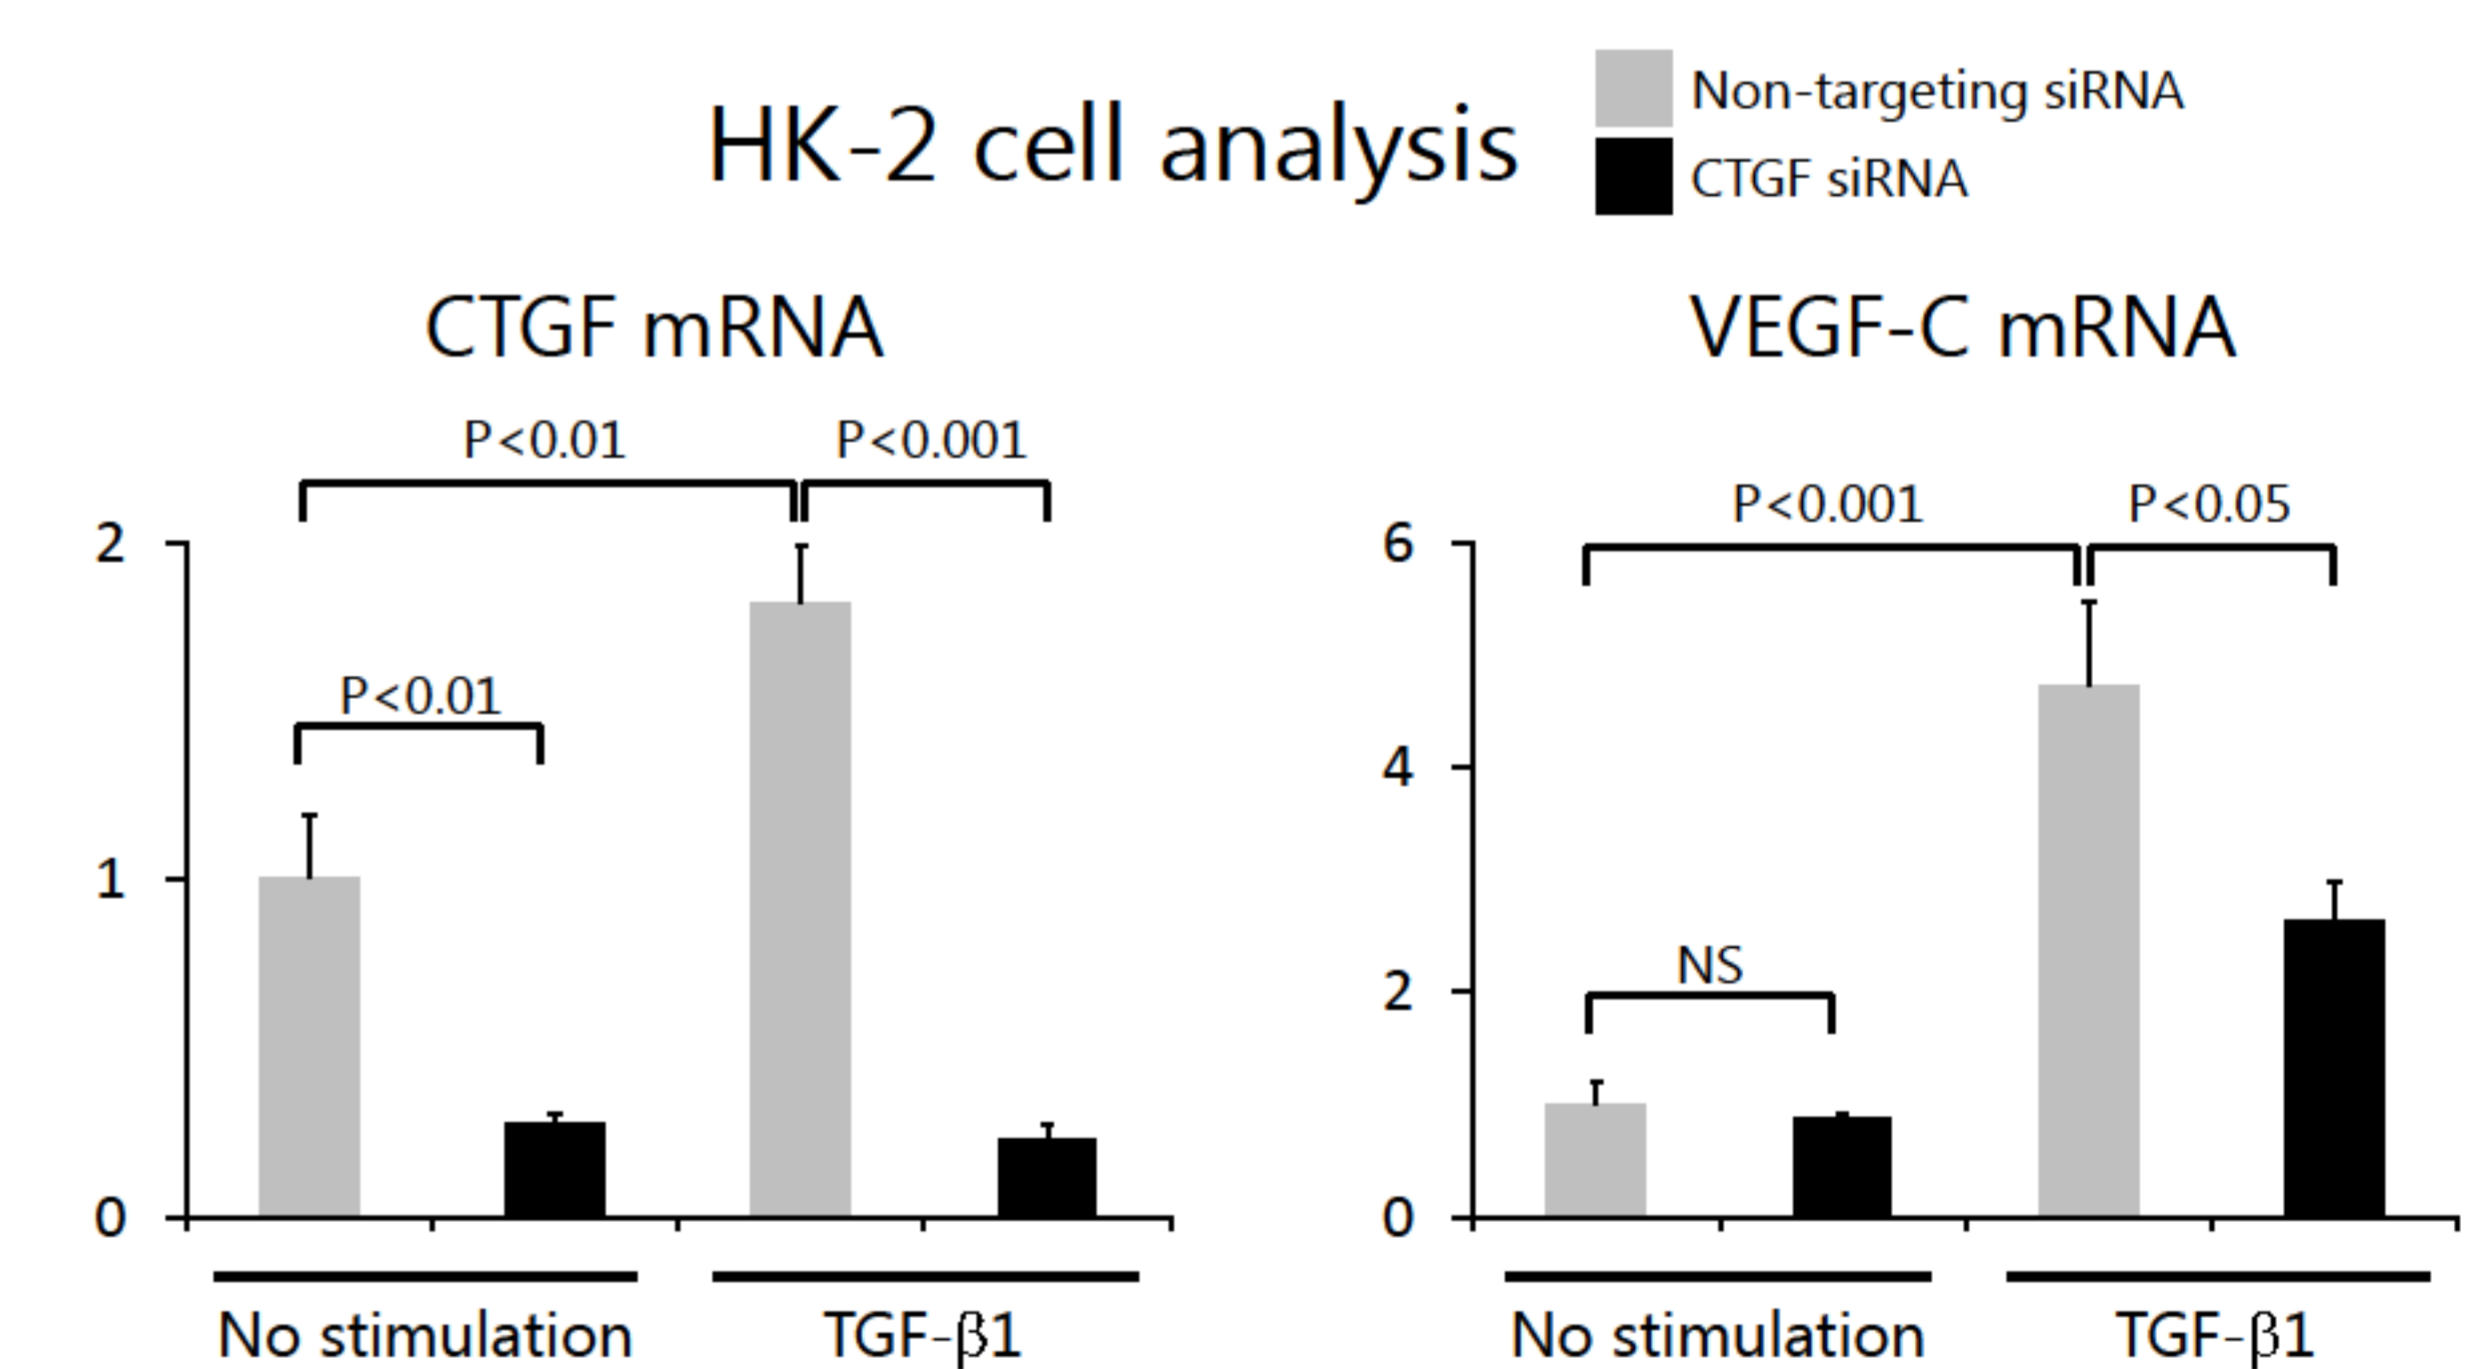 HK-2 cell analysis
Non-targeting siRNA
CTGF siRNA
CTGF mRNA
P<0.01
P<0.001
P<0.01
2
1
0
No stimulation
TGF-β1
VEGF-C mRNA
P<0.001
P<0.05
NS
6
4
2
0
No stimulation
TGF-β1